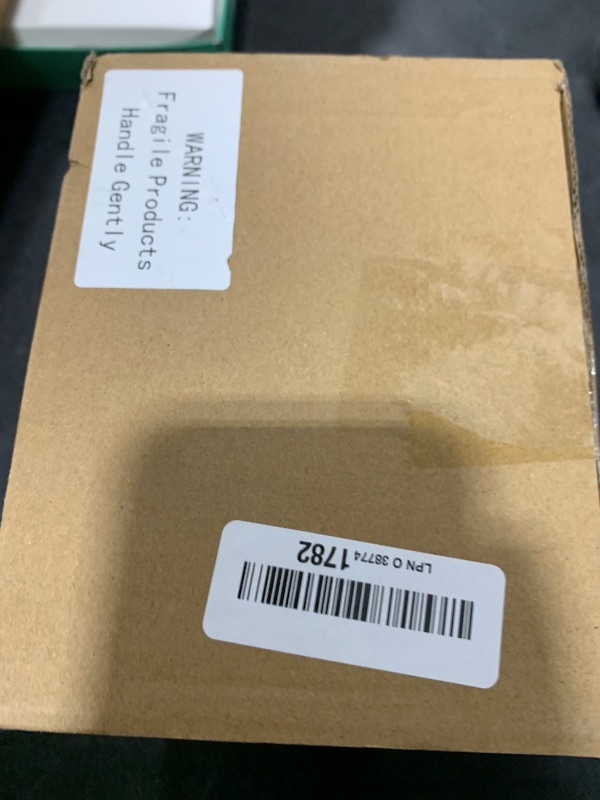 WARNING:
Fragile Products
Handle Gently
LPN O 38774 1782